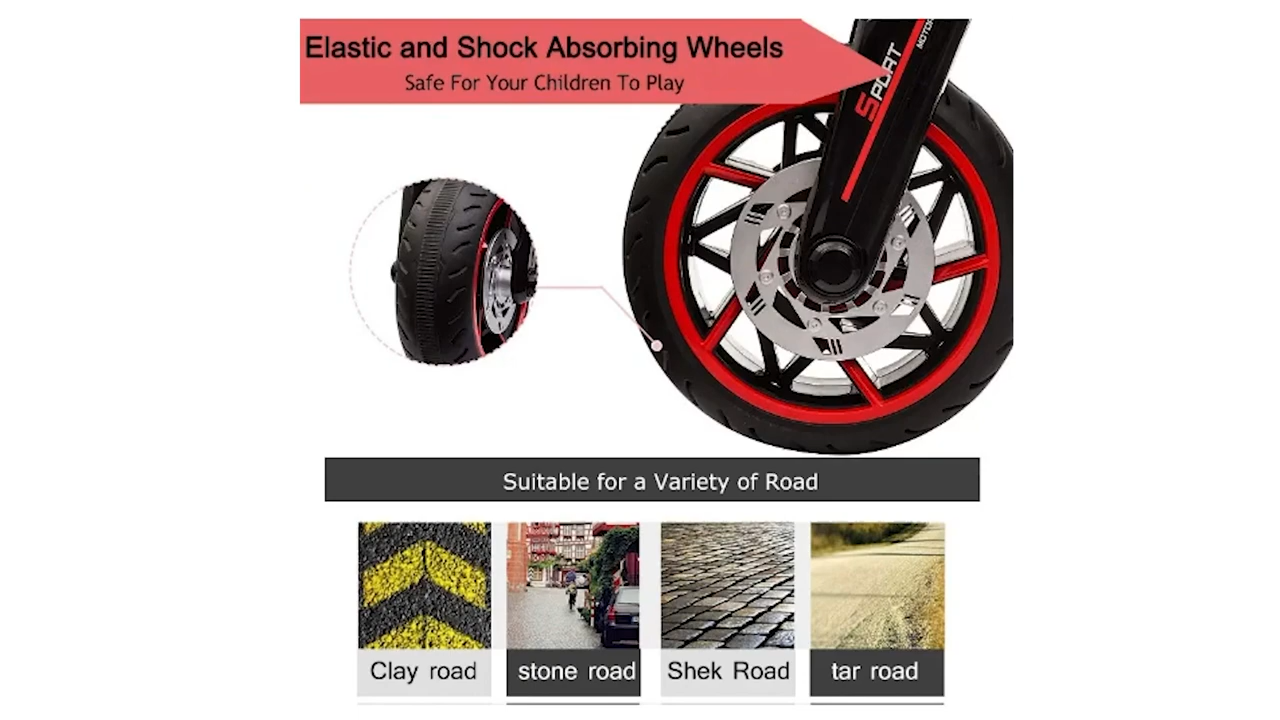 Elastic and Shock Absorbing Wheels
Safe For Your Children To Play
SPORT
Suitable for a Variety of Road
Clay road
stone road
Shek Road
tar road